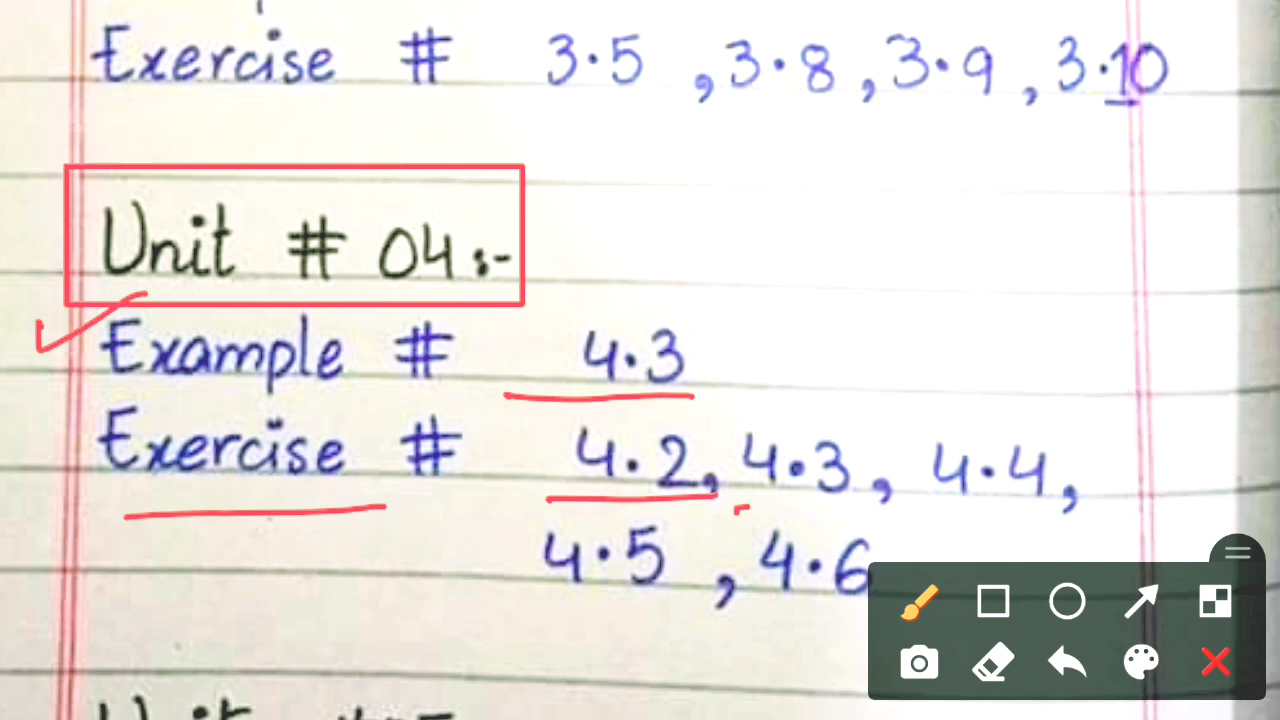 Exercise # 3.5 , 3.8 , 3.9 , 3.10
Unit # 04 :-
Example # 4.3
Exercise # 4.2, 4.3 , 4.4 ,
4.5 , 4.6